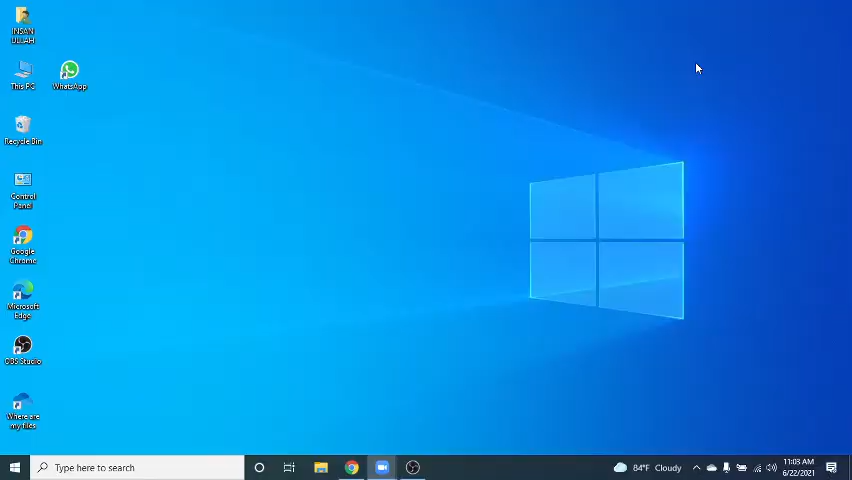 INSAN
ULLAH
This PC
WhatsApp
Recycle Bin
Control
Panel
Google
Chrome
Microsoft
Edge
OBS Studio
Where are
my files
Type here to search
84°F Cloudy
11:03 AM
6/22/2021